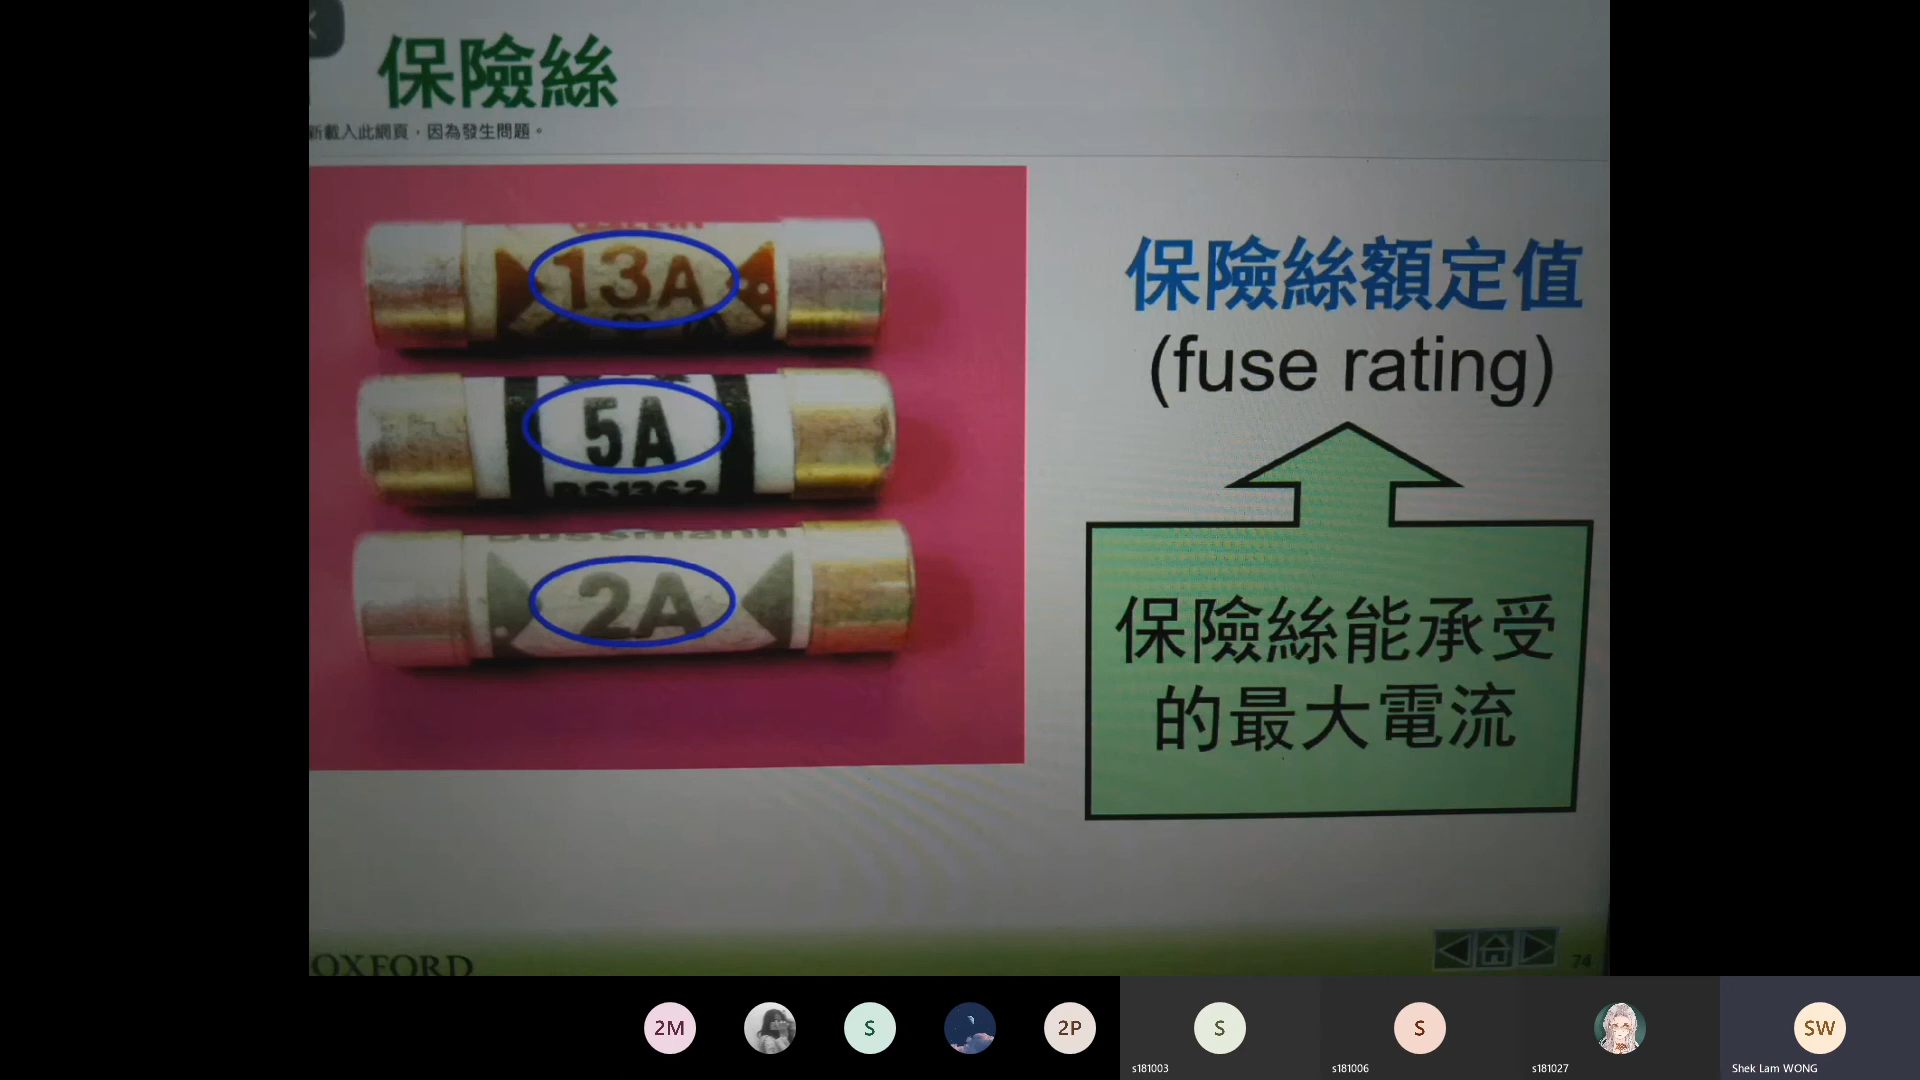 保險絲
新載入此網頁，因為發生問題。
13A
5A
BS1362
Bussmann
2A
保險絲額定值
(fuse rating)
保險絲能承受
的最大電流
OXFORD
74
2M
S
2P
S
s181003
S
s181006
s181027
SW
Shek Lam WONG